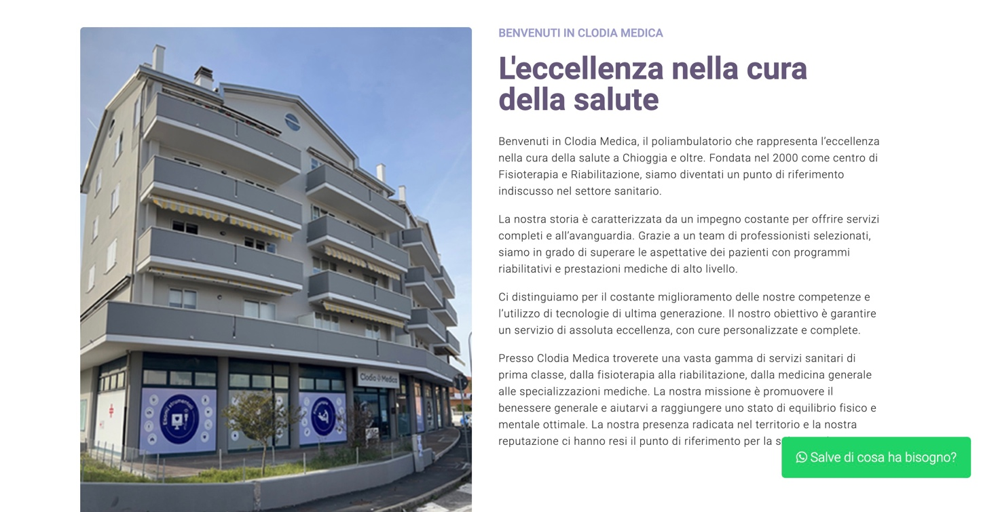 BENVENUTI IN CLODIA MEDICA
L'eccellenza nella cura
della salute
Benvenuti in Clodia Medica, il poliambulatorio che rappresenta l’eccellenza
nella cura della salute a Chioggia e oltre. Fondata nel 2000 come centro di
Fisioterapia e Riabilitazione, siamo diventati un punto di riferimento
indiscusso nel settore sanitario.
La nostra storia è caratterizzata da un impegno costante per offrire servizi
completi e all’avanguardia. Grazie a un team di professionisti selezionati,
siamo in grado di superare le aspettative dei pazienti con programmi
riabilitativi e prestazioni mediche di alto livello.
Ci distinguiamo per il costante miglioramento delle nostre competenze e
l’utilizzo di tecnologie di ultima generazione. Il nostro obiettivo è garantire
un servizio di assoluta eccellenza, con cure personalizzate e complete.
Presso Clodia Medica troverete una vasta gamma di servizi sanitari di
prima classe, dalla fisioterapia alla riabilitazione, dalla medicina generale
alle specializzazioni mediche. La nostra missione è promuovere il
benessere generale e aiutarvi a raggiungere uno stato di equilibrio fisico e
mentale ottimale. La nostra presenza radicata nel territorio e la nostra
reputazione ci hanno resi il punto di riferimento per la
Salve di cosa ha bisogno?
Clodia Medica
Esami strumentali